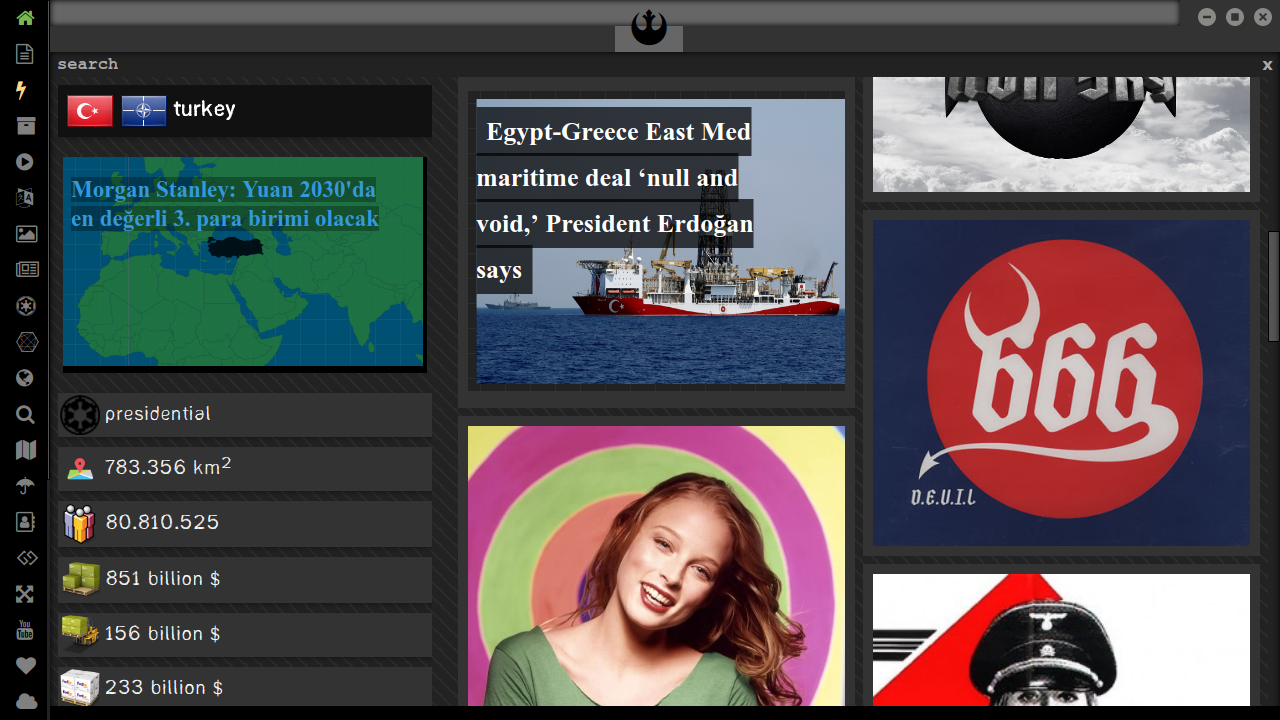 search
x
turkey
Morgan Stanley: Yuan 2030'da
en değerli 3. para birimi olacak
presidential
783.356 km²
80.810.525
851 billion $
156 billion $
233 billion $
Egypt-Greece East Med
maritime deal ‘null and
void,’ President Erdoğan
says
666
D.E.V.I.L
You
Tube